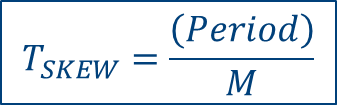 T_SKEW = (Period) / M